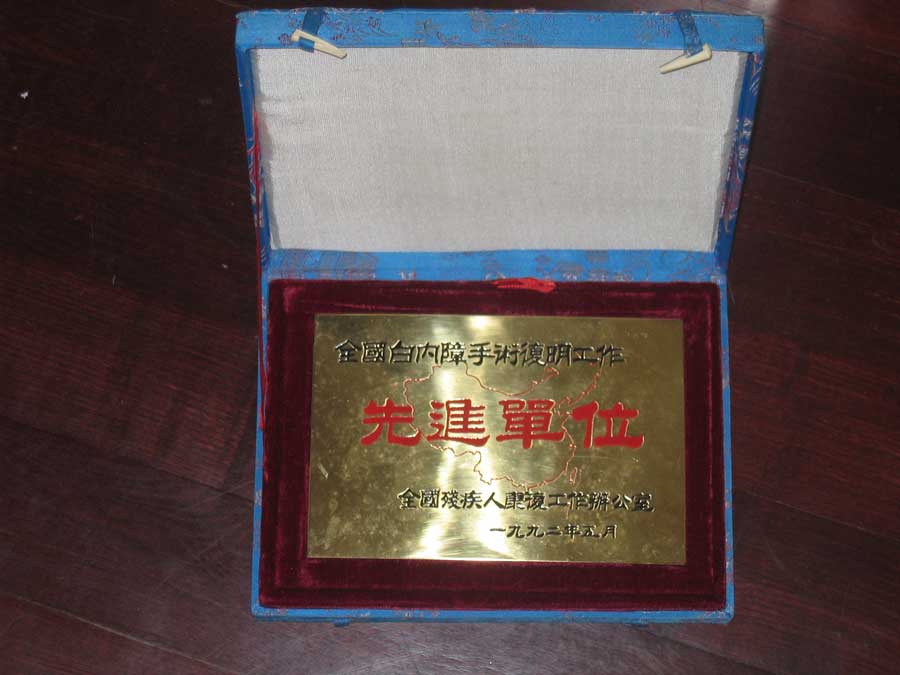 全國白内障手術復明工作
先進單位
全國殘疾人康復工作辦公室
一九九二年五月